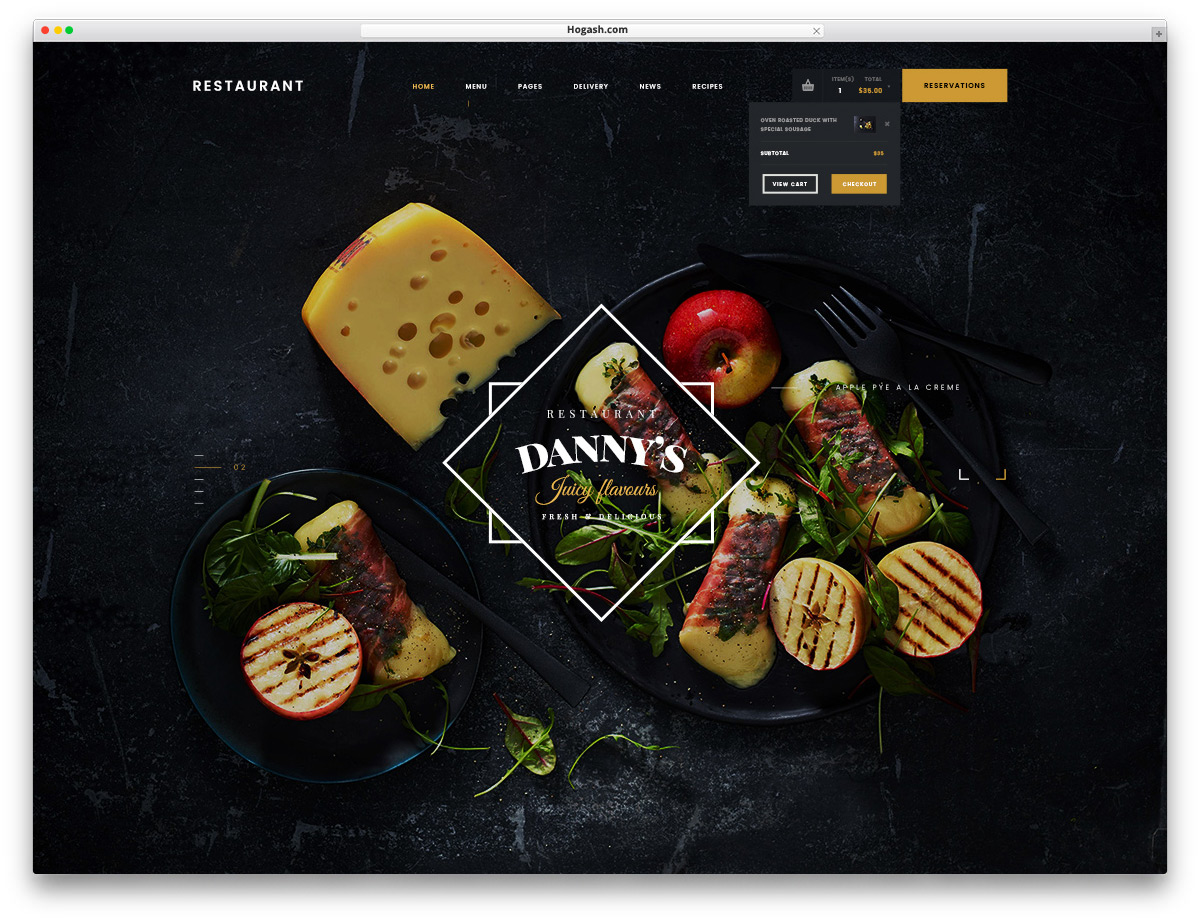 Hogash.com
RESTAURANT
HOME MENU PAGES DELIVERY NEWS RECIPES
ITEM(S) TOTAL
1 $36.00
RESERVATIONS
OVEN ROASTED DUCK WITH
SPECIAL SOUSAGE
SUBTOTAL $35
VIEW CART CHECKOUT
APPLE PYE A LA CREME
RESTAURANT
DANNY'S
02
Juicy flavours
FRESH & DELICIOUS